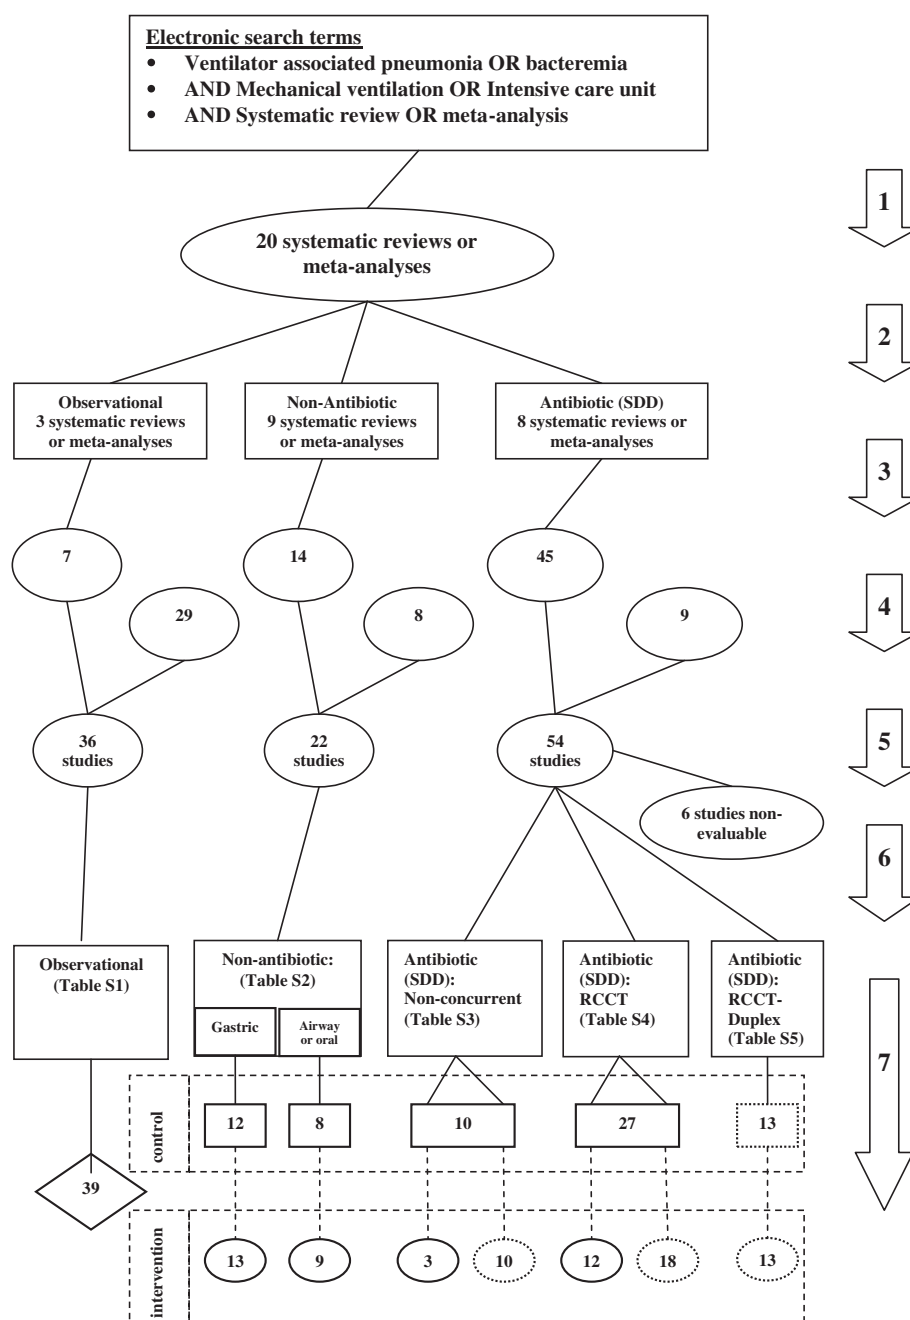 Electronic search terms
• Ventilator associated pneumonia OR bacteremia
• AND Mechanical ventilation OR Intensive care unit
• AND Systematic review OR meta-analysis
1
20 systematic reviews or
meta-analyses
2
Observational
3 systematic reviews
or meta-analyses
Non-Antibiotic
9 systematic reviews
or meta-analyses
Antibiotic (SDD)
8 systematic reviews or
meta-analyses
3
7
14
45
4
29
8
9
5
36
studies
22
studies
54
studies
6 studies non-
evaluable
6
Observational
(Table S1)
Non-antibiotic:
(Table S2)
Gastric
Airway
or oral
Antibiotic
(SDD):
Non-concurrent
(Table S3)
Antibiotic
(SDD):
RCCT
(Table S4)
Antibiotic
(SDD):
RCCT-
Duplex
(Table S5)
7
control
12
8
10
27
13
39
intervention
13
9
3
10
12
18
13